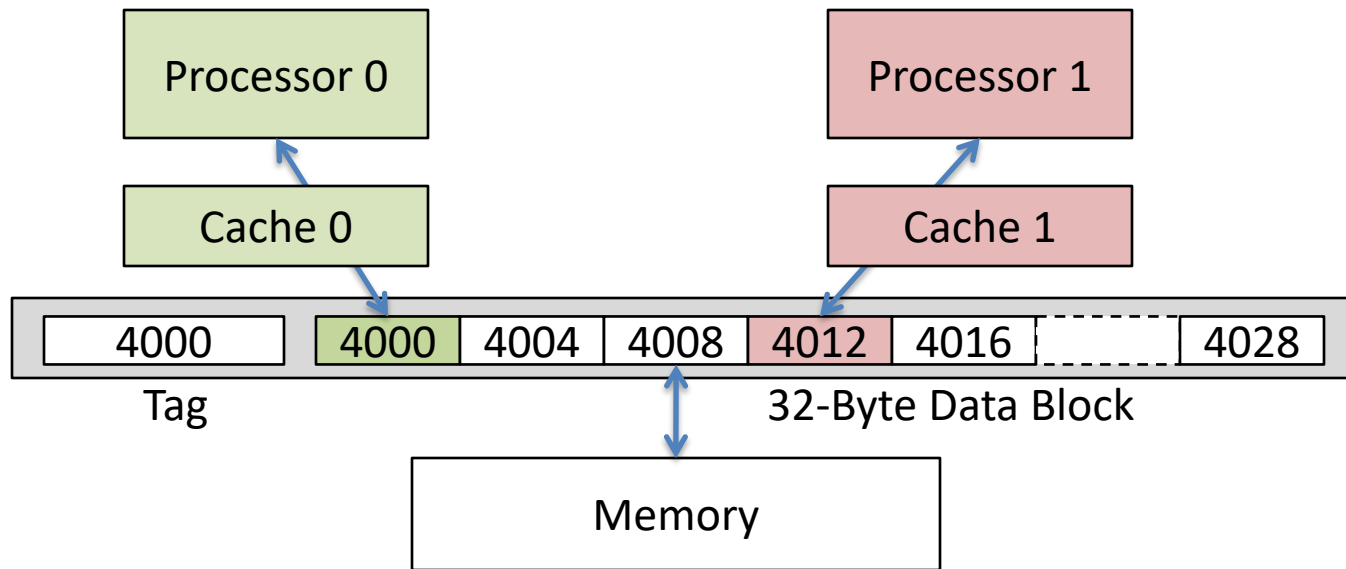 Processor 0
Processor 1
Cache 0
Cache 1
4000
4000 4004 4008 4012 4016 4028
Tag
32-Byte Data Block
Memory